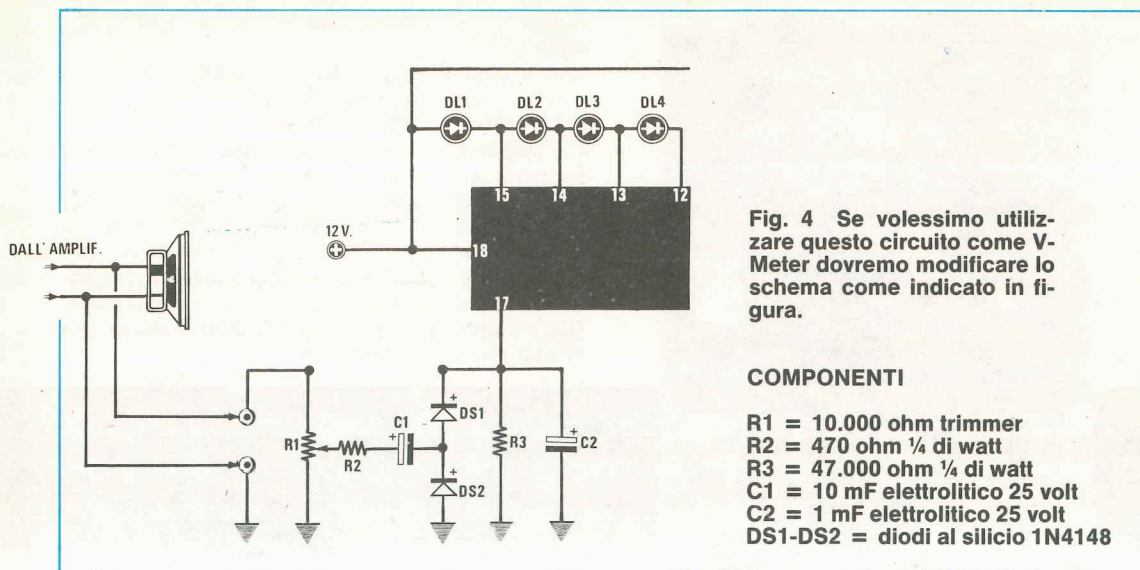 DL1 DL2 DL3 DL4
15 14 13 12
12 V.
18
DALL' AMPLIF.
17
R1
R2
C1
+
DS1
+
DS2
+
R3
C2
+
Fig. 4 Se volessimo utiliz-
zare questo circuito come V-
Meter dovremo modificare lo
schema come indicato in fi-
gura.
COMPONENTI
R1 = 10.000 ohm trimmer
R2 = 470 ohm ¼ di watt
R3 = 47.000 ohm ¼ di watt
C1 = 10 mF elettrolitico 25 volt
C2 = 1 mF elettrolitico 25 volt
DS1-DS2 = diodi al silicio 1N4148